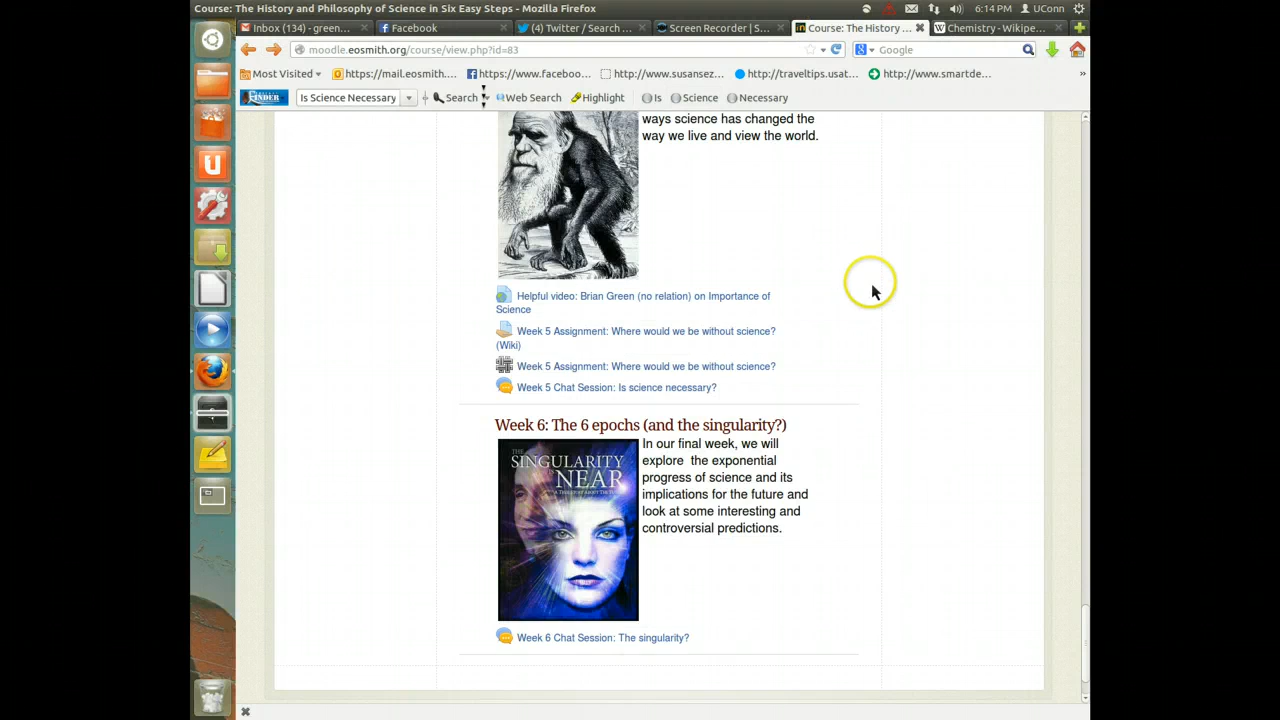 Course: The History and Philosophy of Science in Six Easy Steps - Mozilla Firefox
6:14 PM UConn
Inbox (134) - green...
Facebook
(4) Twitter / Search ...
Screen Recorder | S...
Course: The History ...
Chemistry - Wikipe...
moodle.eosmith.org/course/view.php?id=83
Google
Most Visited
https://mail.eosmith....
https://www.faceboo...
http://www.susansez...
http://traveltips.usat...
http://www.smartde...
»
FINDER
Is Science Necessary
Search
Web Search
Highlight
Is
Science
Necessary
ways science has changed the
way we live and view the world.
Helpful video: Brian Green (no relation) on Importance of
Science
Week 5 Assignment: Where would we be without science?
(Wiki)
Week 5 Assignment: Where would we be without science?
Week 5 Chat Session: Is science necessary?
Week 6: The 6 epochs (and the singularity?)
THE
SINGULARITY
NEAR
In our final week, we will
explore the exponential
progress of science and its
implications for the future and
look at some interesting and
controversial predictions.
Week 6 Chat Session: The singularity?